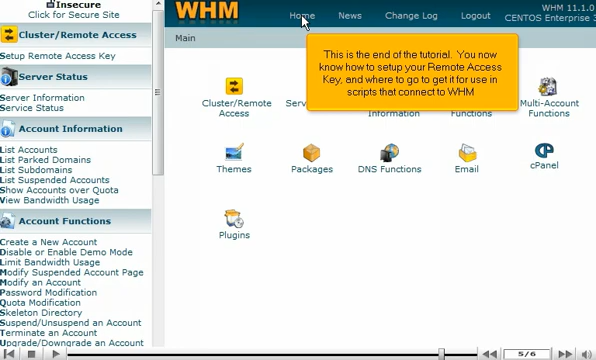 Insecure
Click for Secure Site
Cluster/Remote Access
Setup Remote Access Key
Server Status
Server Information
Service Status
Account Information
List Accounts
List Parked Domains
List Subdomains
List Suspended Accounts
Show Accounts over Quota
View Bandwidth Usage
Account Functions
Create a New Account
Disable or Enable Demo Mode
Limit Bandwidth Usage
Modify Suspended Account Page
Modify an Account
Password Modification
Quota Modification
Skeleton Directory
Suspend/Unsuspend an Account
Terminate an Account
Upgrade/Downgrade an Account
WHM
Home News Change Log Logout
WHM 11.1.0
CENTOS Enterprise 3
Main
This is the end of the tutorial. You now
know how to setup your Remote Access
Key, and where to go to get it for use in
scripts that connect to WHM
Cluster/Remote
Access
Multi-Account
Functions
Themes
Packages
DNS Functions
Email
cPanel
Plugins
5/6